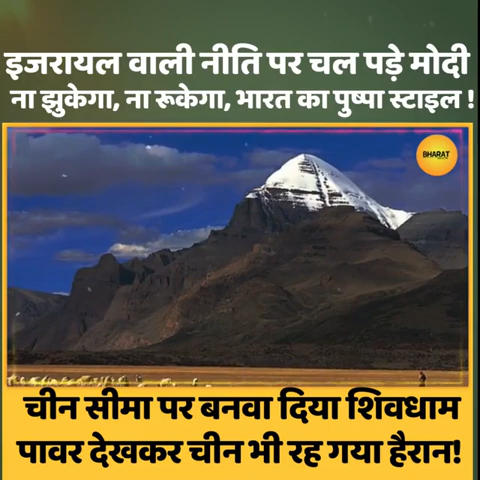 इजरायल वाली नीति पर चल पड़े मोदी
ना झुकेगा, ना रूकेगा, भारत का पुष्पा स्टाइल !
BHARAT
चीन सीमा पर बनवा दिया शिवधाम
पावर देखकर चीन भी रह गया हैरान!